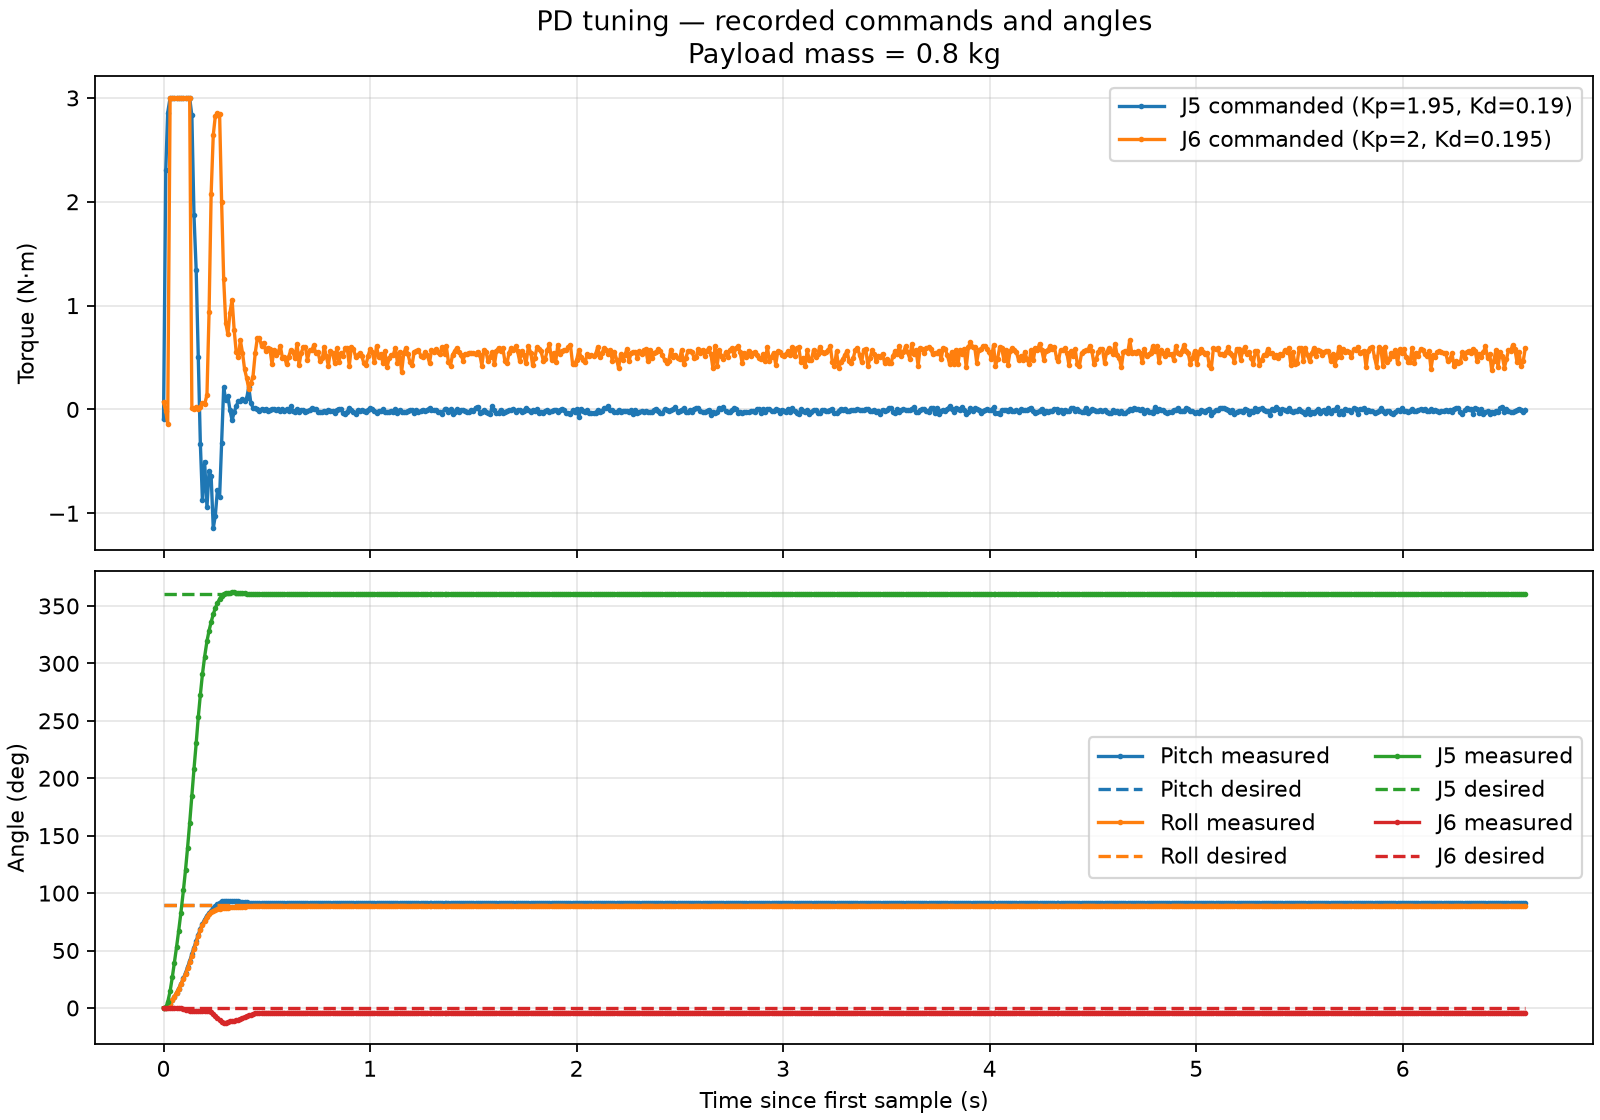 PD tuning — recorded commands and angles
Payload mass = 0.8 kg
3
2
1
0
−1
Torque (N·m)
J5 commanded (Kp=1.95, Kd=0.19)
J6 commanded (Kp=2, Kd=0.195)
350
300
250
200
150
100
50
0
Angle (deg)
Pitch measured
Pitch desired
Roll measured
Roll desired
J5 measured
J5 desired
J6 measured
J6 desired
0 1 2 3 4 5 6
Time since first sample (s)